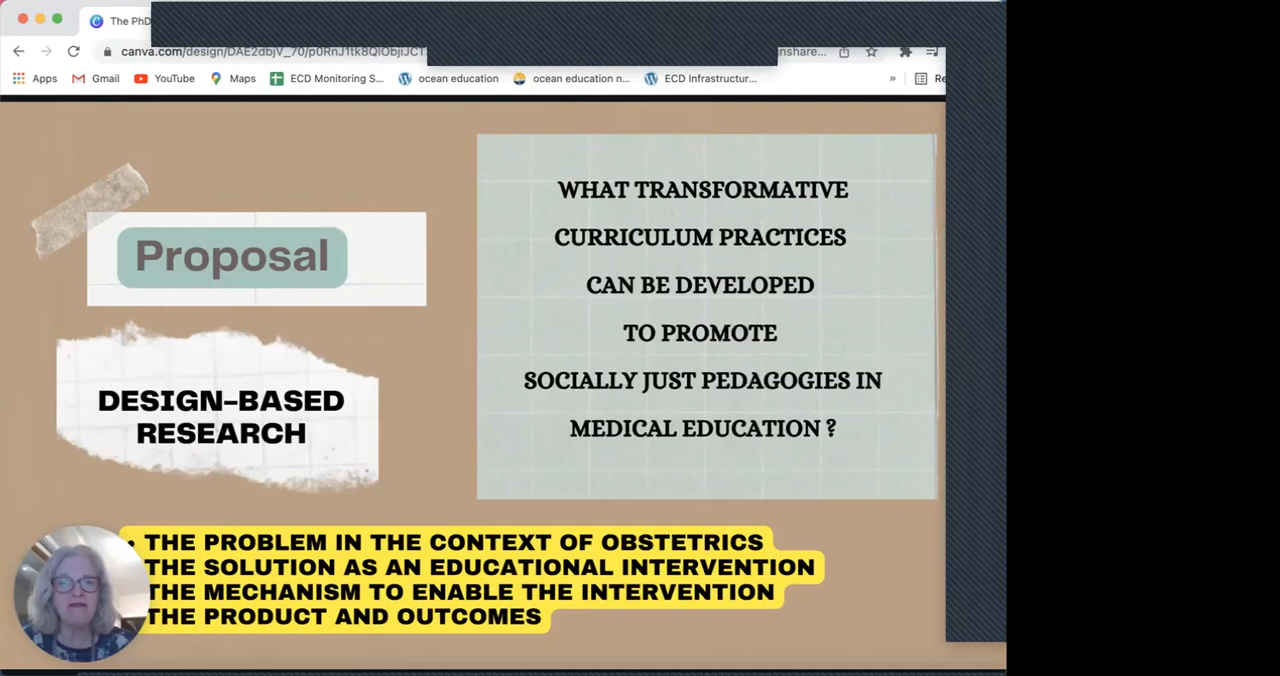 The PhD
canva.com/design/DAE2dbjV_70/
nshare...
Apps Gmail YouTube Maps ECD Monitoring S... ocean education ocean education n... ECD Infrastructur... » Re
Proposal
DESIGN-BASED
RESEARCH
WHAT TRANSFORMATIVE
CURRICULUM PRACTICES
CAN BE DEVELOPED
TO PROMOTE
SOCIALLY JUST PEDAGOGIES IN
MEDICAL EDUCATION ?
• THE PROBLEM IN THE CONTEXT OF OBSTETRICS
THE SOLUTION AS AN EDUCATIONAL INTERVENTION
THE MECHANISM TO ENABLE THE INTERVENTION
THE PRODUCT AND OUTCOMES